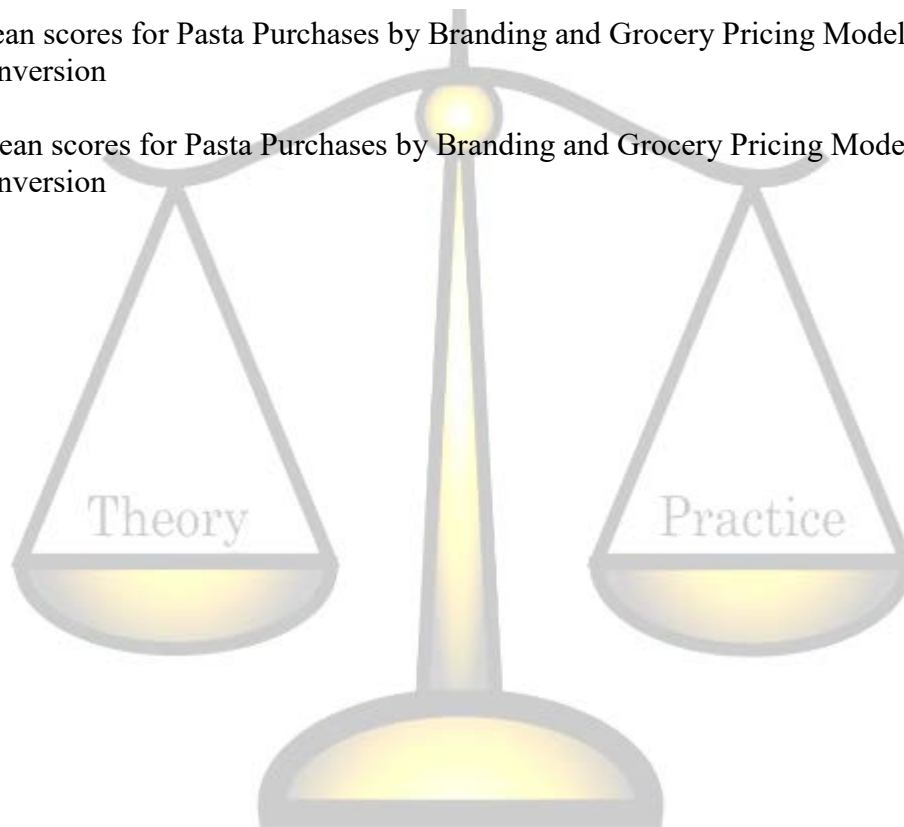 ean scores for Pasta Purchases by Branding and Grocery Pricing Model
nversion
ean scores for Pasta Purchases by Branding and Grocery Pricing Mode
nversion
Theory
Practice